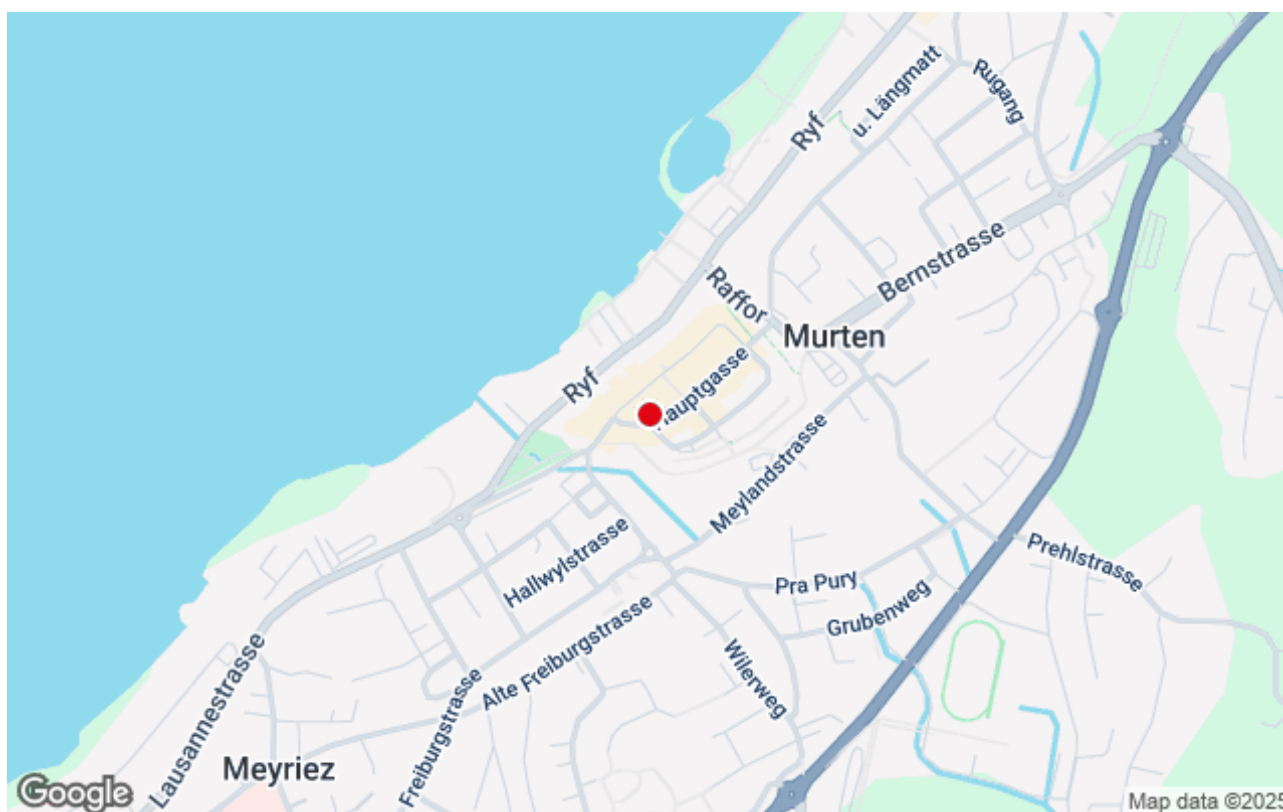 u. Längmatt
Rugang
Ryf
Bernstrasse
Raffor
Murten
Hauptgasse
Ryf
Meylandstrasse
Hallwylstrasse
Prehlstrasse
Pra Pury
Grubenweg
Alte Freiburgstrasse
Wilerweg
Lausannestrasse
Freiburgstrasse
Meyriez
Google
Map data ©2025